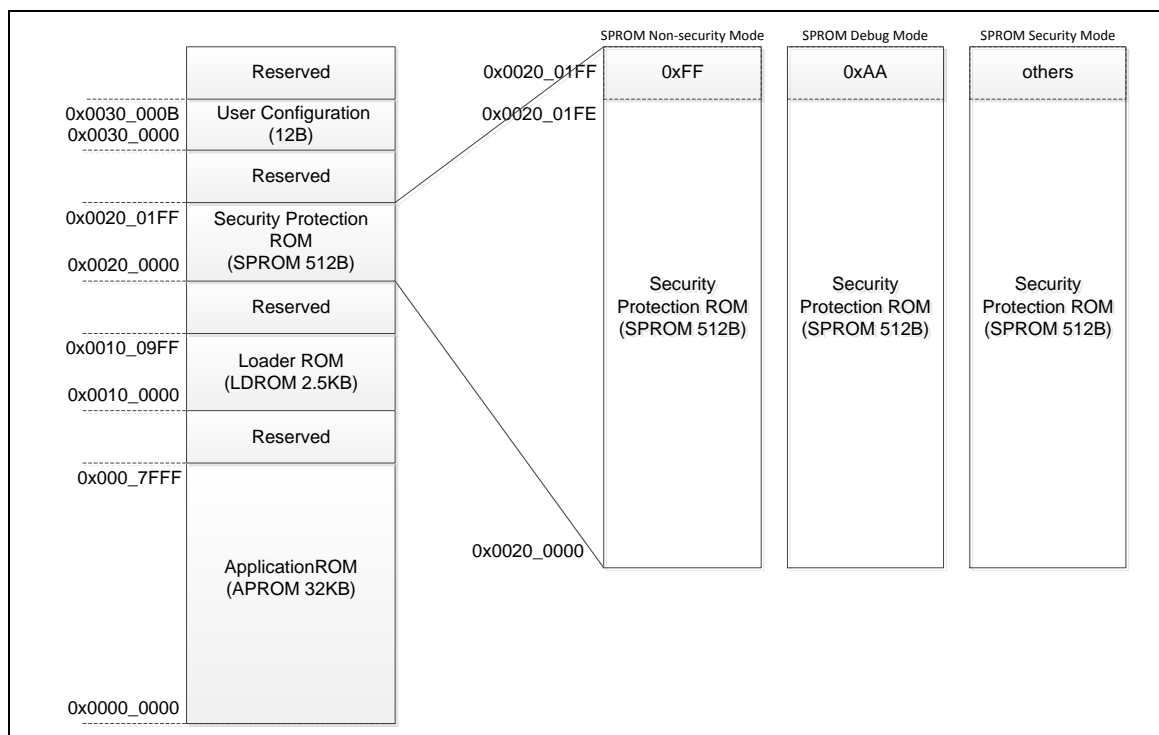 SPROM Non-security Mode
SPROM Debug Mode
SPROM Security Mode
Reserved
0x0020_01FF
0xFF
0xAA
others
0x0030_000B
0x0030_0000
User Configuration
(12B)
0x0020_01FE
Reserved
0x0020_01FF
0x0020_0000
Security Protection
ROM
(SPROM 512B)
Security
Protection ROM
(SPROM 512B)
Security
Protection ROM
(SPROM 512B)
Security
Protection ROM
(SPROM 512B)
Reserved
0x0010_09FF
0x0010_0000
Loader ROM
(LDROM 2.5KB)
Reserved
0x000_7FFF
0x0020_0000
ApplicationROM
(APROM 32KB)
0x0000_0000